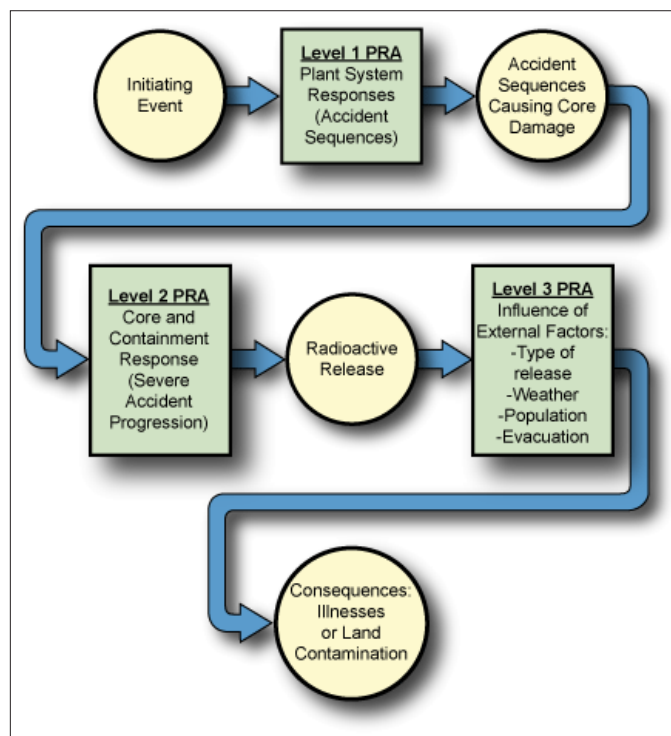 Initiating
Event
Level 1 PRA
Plant System
Responses
(Accident
Sequences)
Accident
Sequences
Causing Core
Damage
Level 2 PRA
Core and
Containment
Response
(Severe
Accident
Progression)
Radioactive
Release
Level 3 PRA
Influence of
External Factors:
-Type of
release
-Weather
-Population
-Evacuation
Consequences:
Illnesses
or Land
Contamination